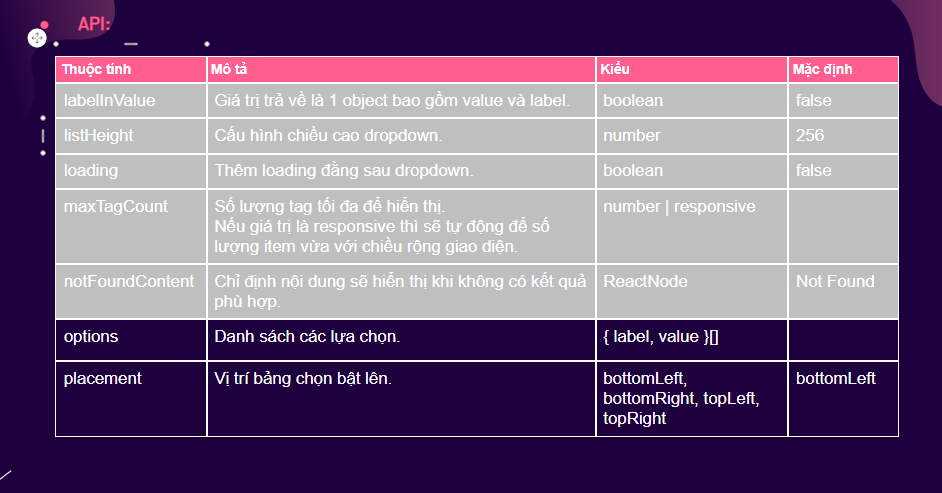 API:
Thuộc tính Mô tả Kiểu Mặc định
labelInValue Giá trị trả về là 1 object bao gồm value và label. boolean false
listHeight Cấu hình chiều cao dropdown. number 256
loading Thêm loading đằng sau dropdown. boolean false
maxTagCount Số lượng tag tối đa để hiển thị. number | responsive
Nếu giá trị là responsive thì sẽ tự động để số
lượng item vừa với chiều rộng giao diện.
notFoundContent Chỉ định nội dung sẽ hiển thị khi không có kết quả ReactNode Not Found
phù hợp.
options Danh sách các lựa chọn. { label, value }[]
placement Vị trí bảng chọn bật lên. bottomLeft, bottomLeft
bottomRight, topLeft,
topRight